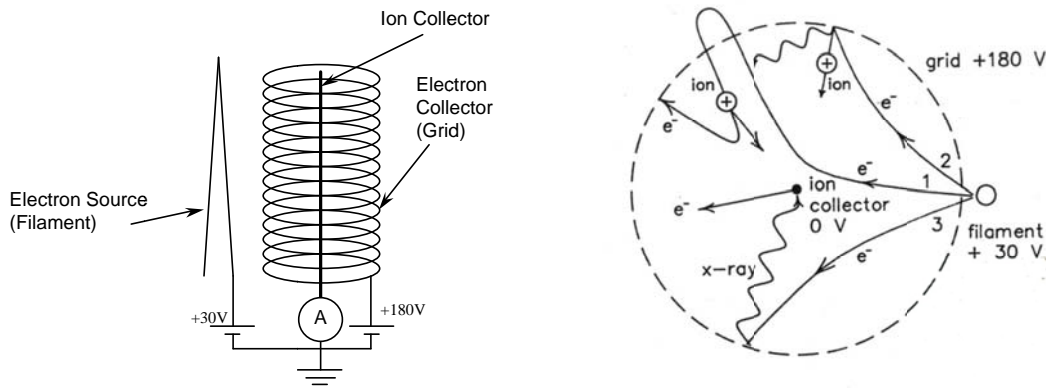 Ion Collector
Electron
Collector
(Grid)
Electron Source
(Filament)
+30V
A
+180V
grid +180 V
ion
+
+
ion
e⁻
e⁻
e⁻
2
1
e⁻
ion
collector
0 V
3
filament
+ 30 V
x-ray
e⁻